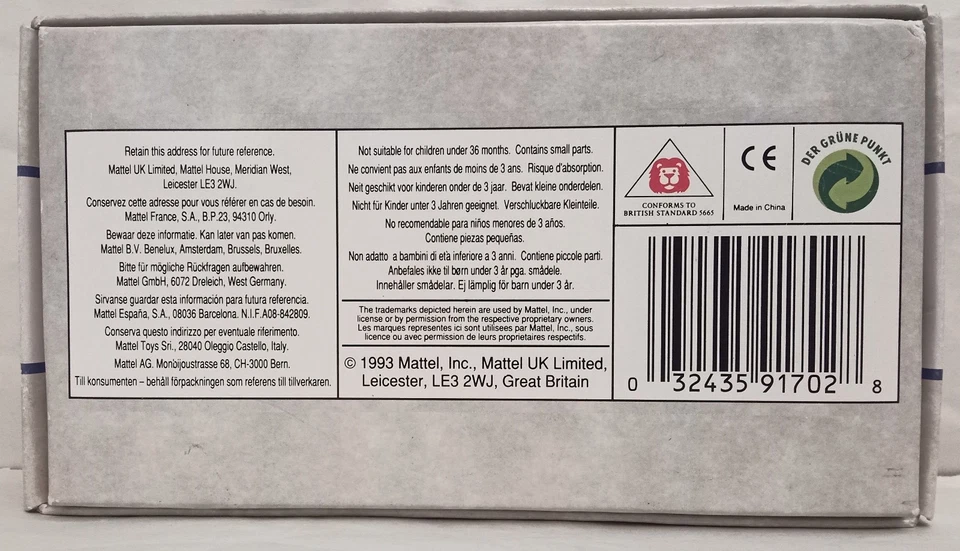 Retain this address for future reference.
Mattel UK Limited, Mattel House, Meridian West,
Leicester LE3 2WJ.
Conservez cette adresse pour vous référer en cas de besoin.
Mattel France, S.A., B.P.23, 94310 Orly.
Bewaar deze informatie. Kan later van pas komen.
Mattel B.V. Benelux, Amsterdam, Brussels, Bruxelles.
Bitte für mögliche Rückfragen aufbewahren.
Mattel GmbH, 6072 Dreleich, West Germany.
Sirvanse guardar esta información para futura referencia.
Mattel España, S.A., 08036 Barcelona. N.I.F.A08-842809.
Conserva questo indirizzo per eventuale riferimento.
Mattel Toys Sri., 28040 Oleggio Castello, Italy.
Mattel AG. Monbijoustrasse 68, CH-3000 Bern.
Till konsumenten – behåll förpackningen som referens till tillverkaren.
Not suitable for children under 36 months. Contains small parts.
Ne convient pas aux enfants de moins de 3 ans. Risque d'absorption.
Neit geschikt voor kinderen onder de 3 jaar. Bevat kleine onderdelen.
Nicht für Kinder unter 3 Jahren geeignet. Verschluckbare Kleinteile.
No recomendable para niños menores de 3 años.
Contiene piezas pequeñas.
Non adatto a bambini di età inferiore a 3 anni. Contiene piccole parti.
Anbefales ikke til børn under 3 år pga. smådele.
Innehåller smådelar. Ej lämplig för barn under 3 år.
The trademarks depicted herein are used by Mattel, Inc., under
license or by permission from the respective proprietary owners.
Les marques representes ici sont utilisees par Mattel, Inc., sous
licence ou avec permission de leurs proprietaires respectifs.
© 1993 Mattel, Inc., Mattel UK Limited,
Leicester, LE3 2WJ, Great Britain
CONFORMS TO
BRITISH STANDARD 5665
CE
Made in China
DER GRÜNE PUNKT
0 32435 91702 8